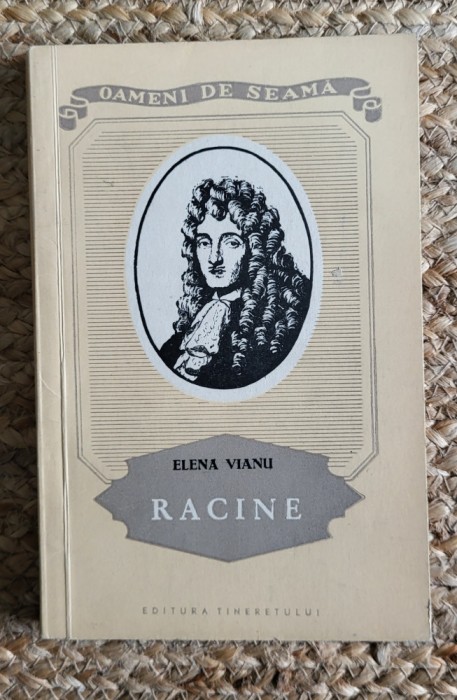 OAMENI DE SEAMĂ
ELENA VIANU
RACINE
EDITURA TINERETULUI